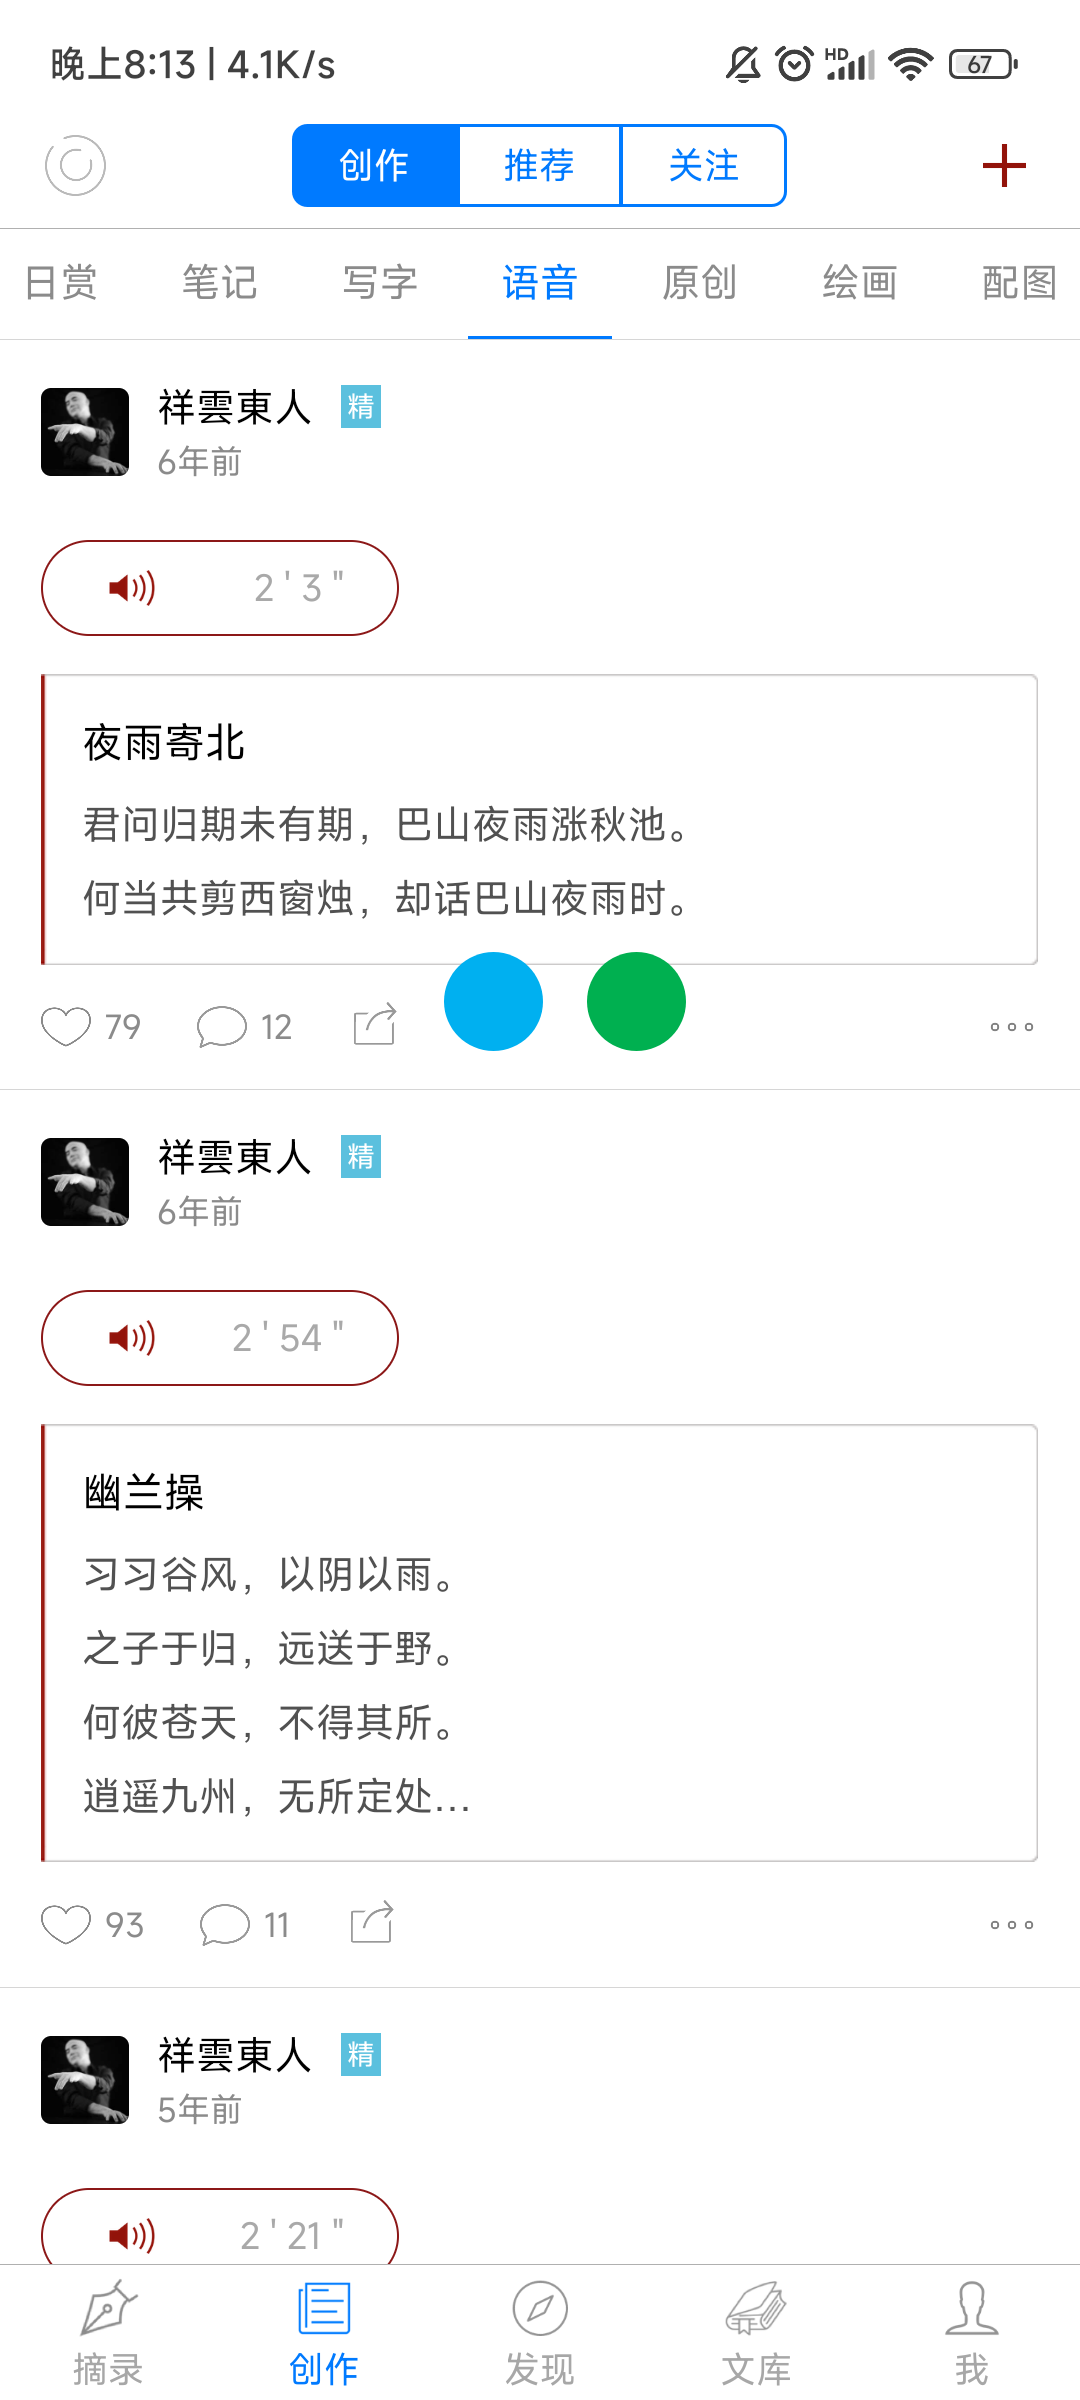 晚上8:13 | 4.1K/s
HD
67
创作 推荐 关注
日赏 笔记 写字 语音 原创 绘画 配图
祥雲東人 精
6年前
2 ' 3 "
夜雨寄北
君问归期未有期，巴山夜雨涨秋池。
何当共剪西窗烛，却话巴山夜雨时。
79 12
祥雲東人 精
6年前
2 ' 54 "
幽兰操
习习谷风，以阴以雨。
之子于归，远送于野。
何彼苍天，不得其所。
逍遥九州，无所定处...
93 11
祥雲東人 精
5年前
2 ' 21 "
摘录 创作 发现 文库 我